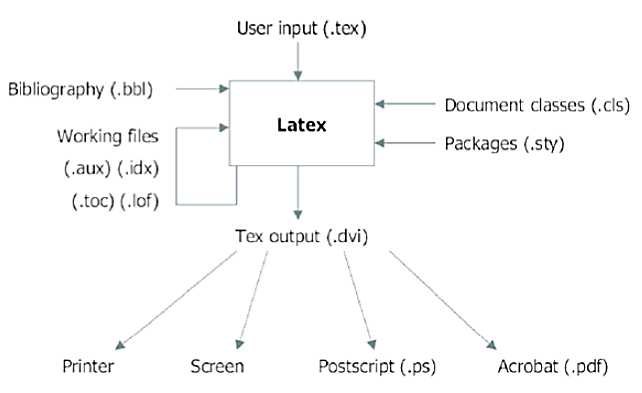 User input (.tex)
Bibliography (.bbl)
Latex
Document classes (.cls)
Working files
Packages (.sty)
(.aux) (.idx)
(.toc) (.lof)
Tex output (.dvi)
Printer
Screen
Postscript (.ps)
Acrobat (.pdf)